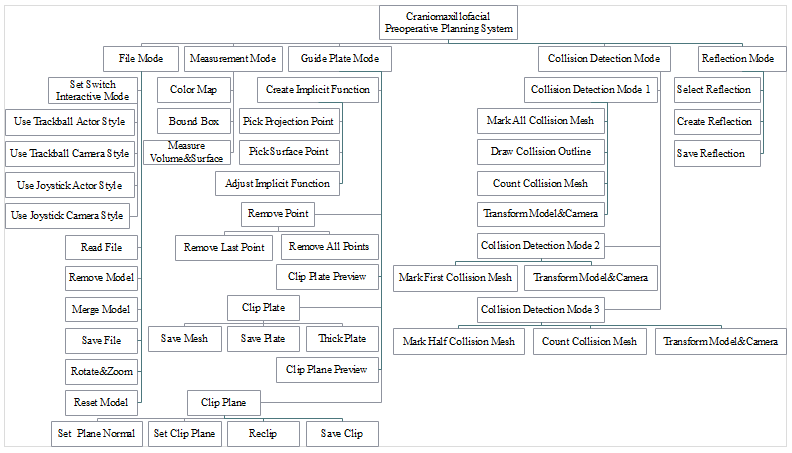 Craniomaxillofacial
Preoperative Planning System
File Mode
Measurement Mode
Guide Plate Mode
Collision Detection Mode
Reflection Mode
Set Switch
Interactive Mode
Use Trackball Actor Style
Use Trackball Camera Style
Use Joystick Actor Style
Use Joystick Camera Style
Read File
Remove Model
Merge Model
Save File
Rotate&Zoom
Reset Model
Color Map
Bound Box
Measure
Volume&Surface
Create Implicit Function
Pick Projection Point
Pick Surface Point
Adjust Implicit Function
Remove Point
Remove Last Point
Remove All Points
Clip Plate Preview
Clip Plate
Save Mesh
Save Plate
Thick Plate
Clip Plane Preview
Clip Plane
Set Plane Normal
Set Clip Plane
Reclip
Save Clip
Collision Detection Mode 1
Mark All Collision Mesh
Draw Collision Outline
Count Collision Mesh
Transform Model&Camera
Collision Detection Mode 2
Mark First Collision Mesh
Transform Model&Camera
Collision Detection Mode 3
Mark Half Collision Mesh
Count Collision Mesh
Transform Model&Camera
Select Reflection
Create Reflection
Save Reflection